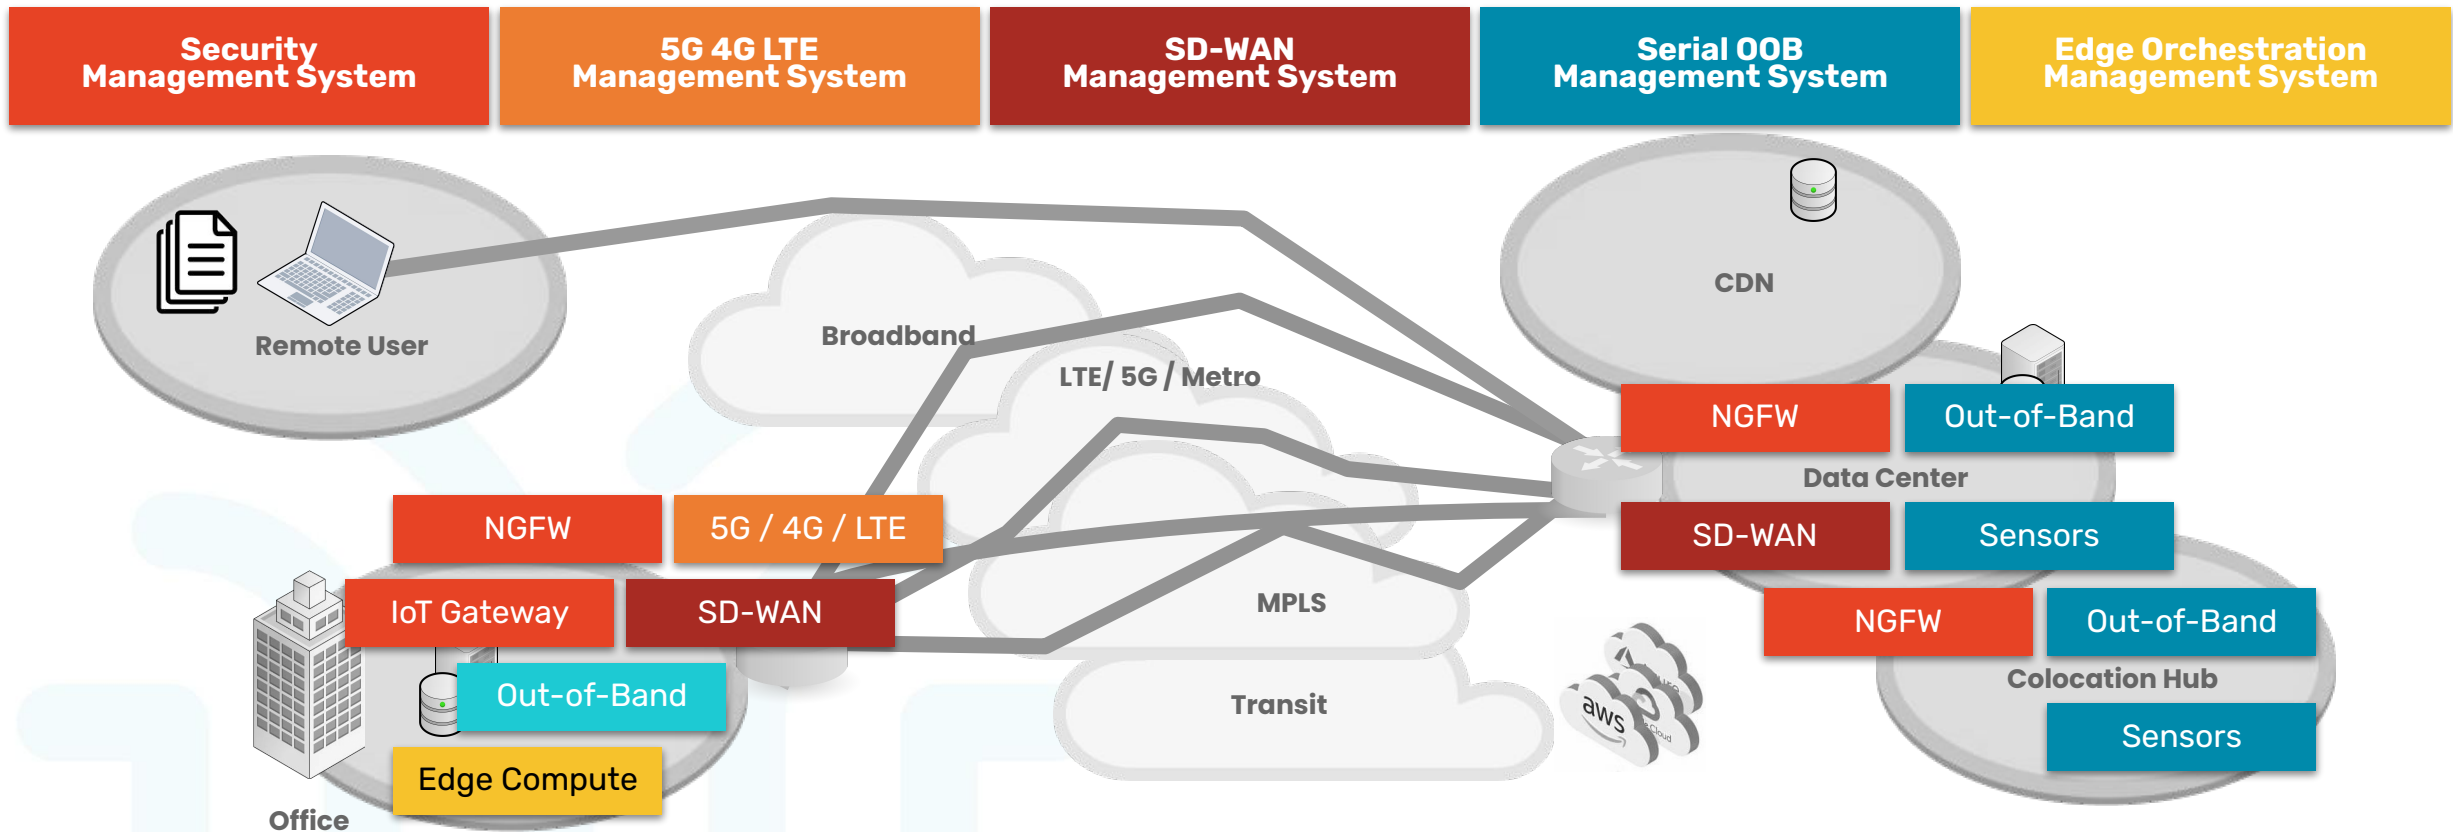 Security
Management System
5G 4G LTE
Management System
SD-WAN
Management System
Serial OOB
Management System
Edge Orchestration
Management System
Remote User
Broadband
LTE/ 5G / Metro
MPLS
Transit
CDN
NGFW
Out-of-Band
Data Center
SD-WAN
Sensors
NGFW
Out-of-Band
Colocation Hub
Sensors
aws
Cloud
NGFW
5G / 4G / LTE
IoT Gateway
SD-WAN
Out-of-Band
Edge Compute
Office